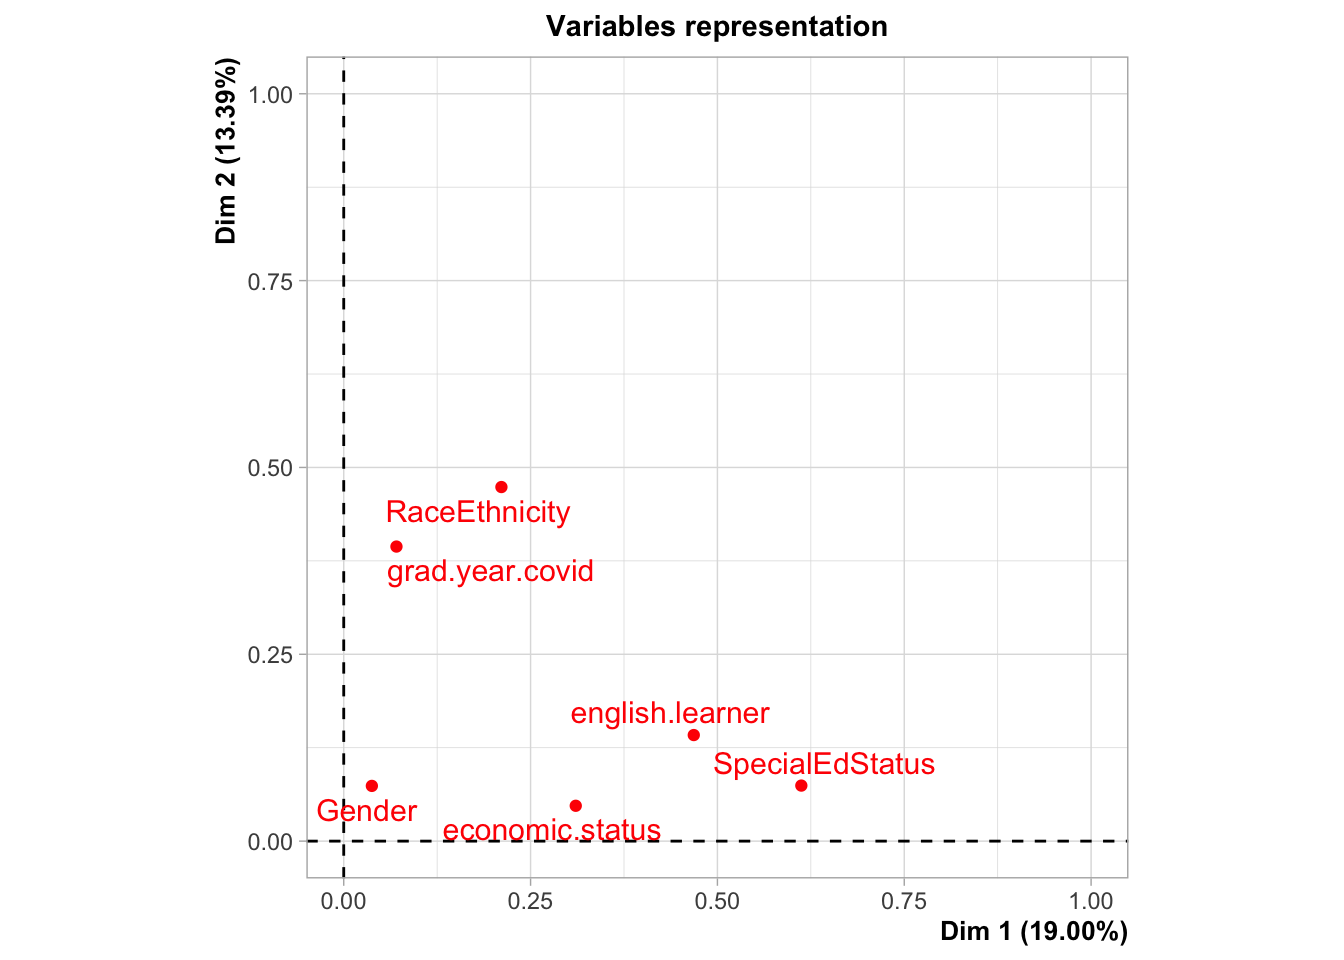 Variables representation
Dim 2 (13.39%)
1.00
0.75
0.50
0.25
0.00
RaceEthnicity
grad.year.covid
english.learner
SpecialEdStatus
Gender
economic.status
0.00 0.25 0.50 0.75 1.00
Dim 1 (19.00%)